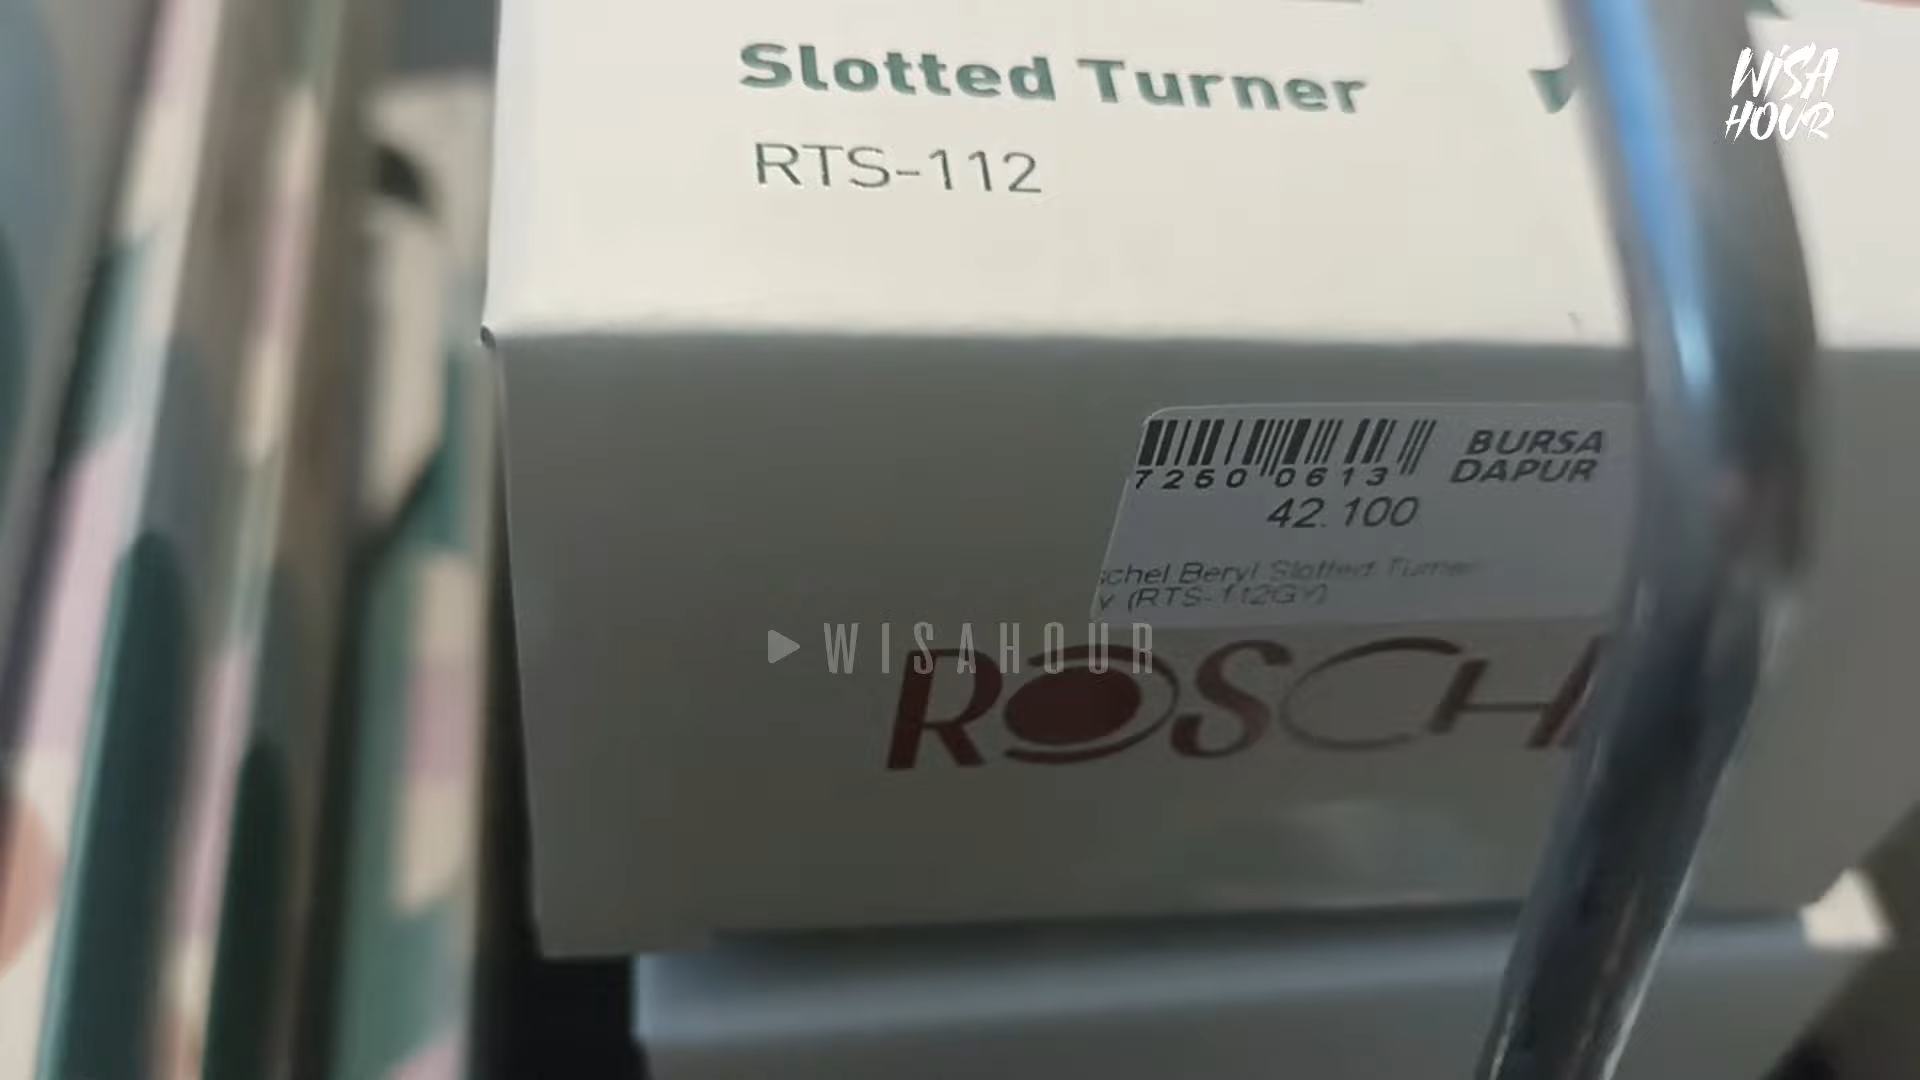 Slotted Turner
RTS-112
WISA
HOUR
BURSA
DAPUR
7260 0613
42.100
schel Beryl Slotted Turner
y (RTS-112GY)
WISAHOUR
ROSCH